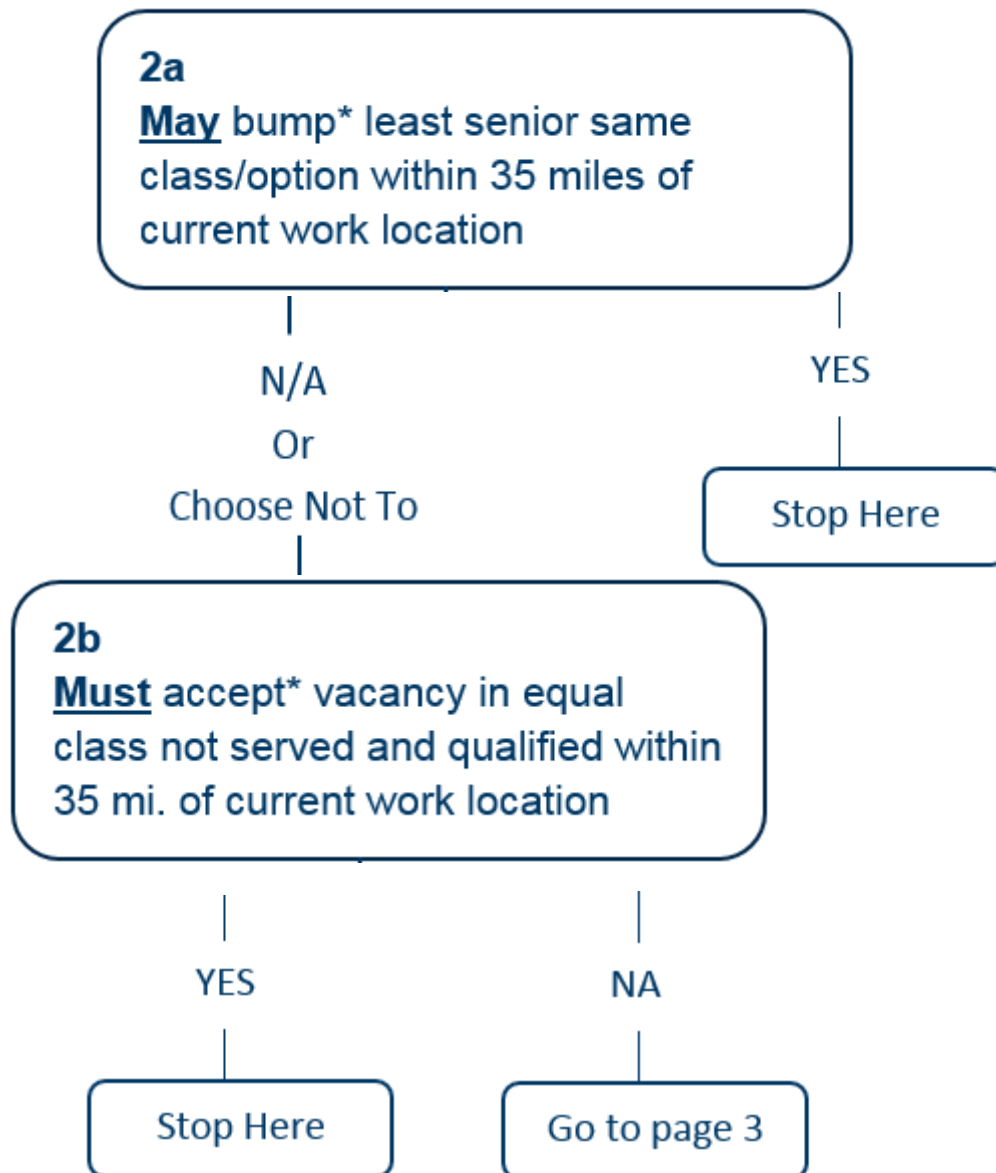 2a
May bump* least senior same
class/option within 35 miles of
current work location
N/A
Or
Choose Not To
YES
Stop Here
2b
Must accept* vacancy in equal
class not served and qualified within
35 mi. of current work location
YES
NA
Stop Here
Go to page 3